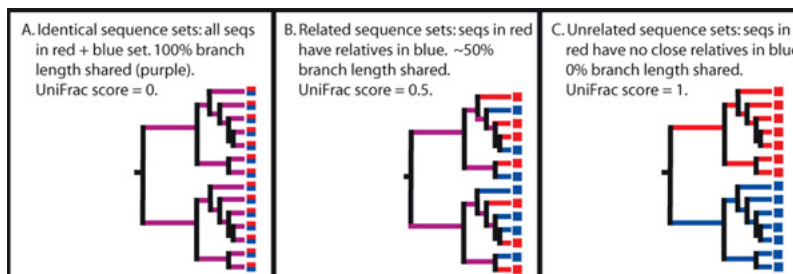 A. Identical sequence sets: all seqs
in red + blue set. 100% branch
length shared (purple).
UniFrac score = 0.
B. Related sequence sets: seqs in red
have relatives in blue. ~50%
branch length shared.
UniFrac score = 0.5.
C. Unrelated sequence sets: seqs in
red have no close relatives in blue
0% branch length shared.
UniFrac score = 1.